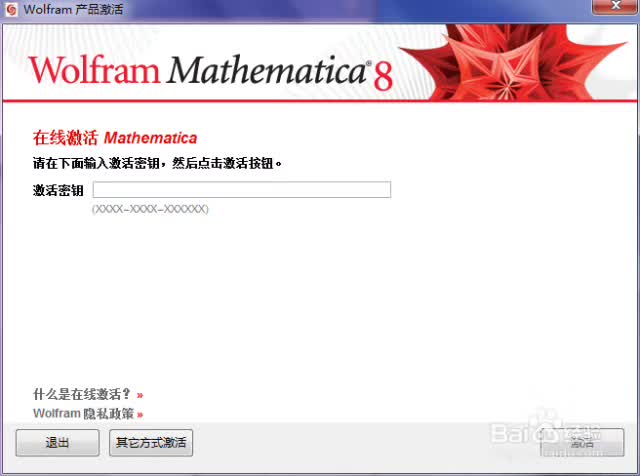 Wolfram 产品激活
Wolfram Mathematica® 8
在线激活 Mathematica
请在下面输入激活密钥，然后点击激活按钮。
激活密钥
(XXXX-XXXX-XXXXXX)
什么是在线激活？ »
Wolfram 隐私政策 »
退出
其它方式激活
激活
Baidu 经验
jingyan.baidu.com